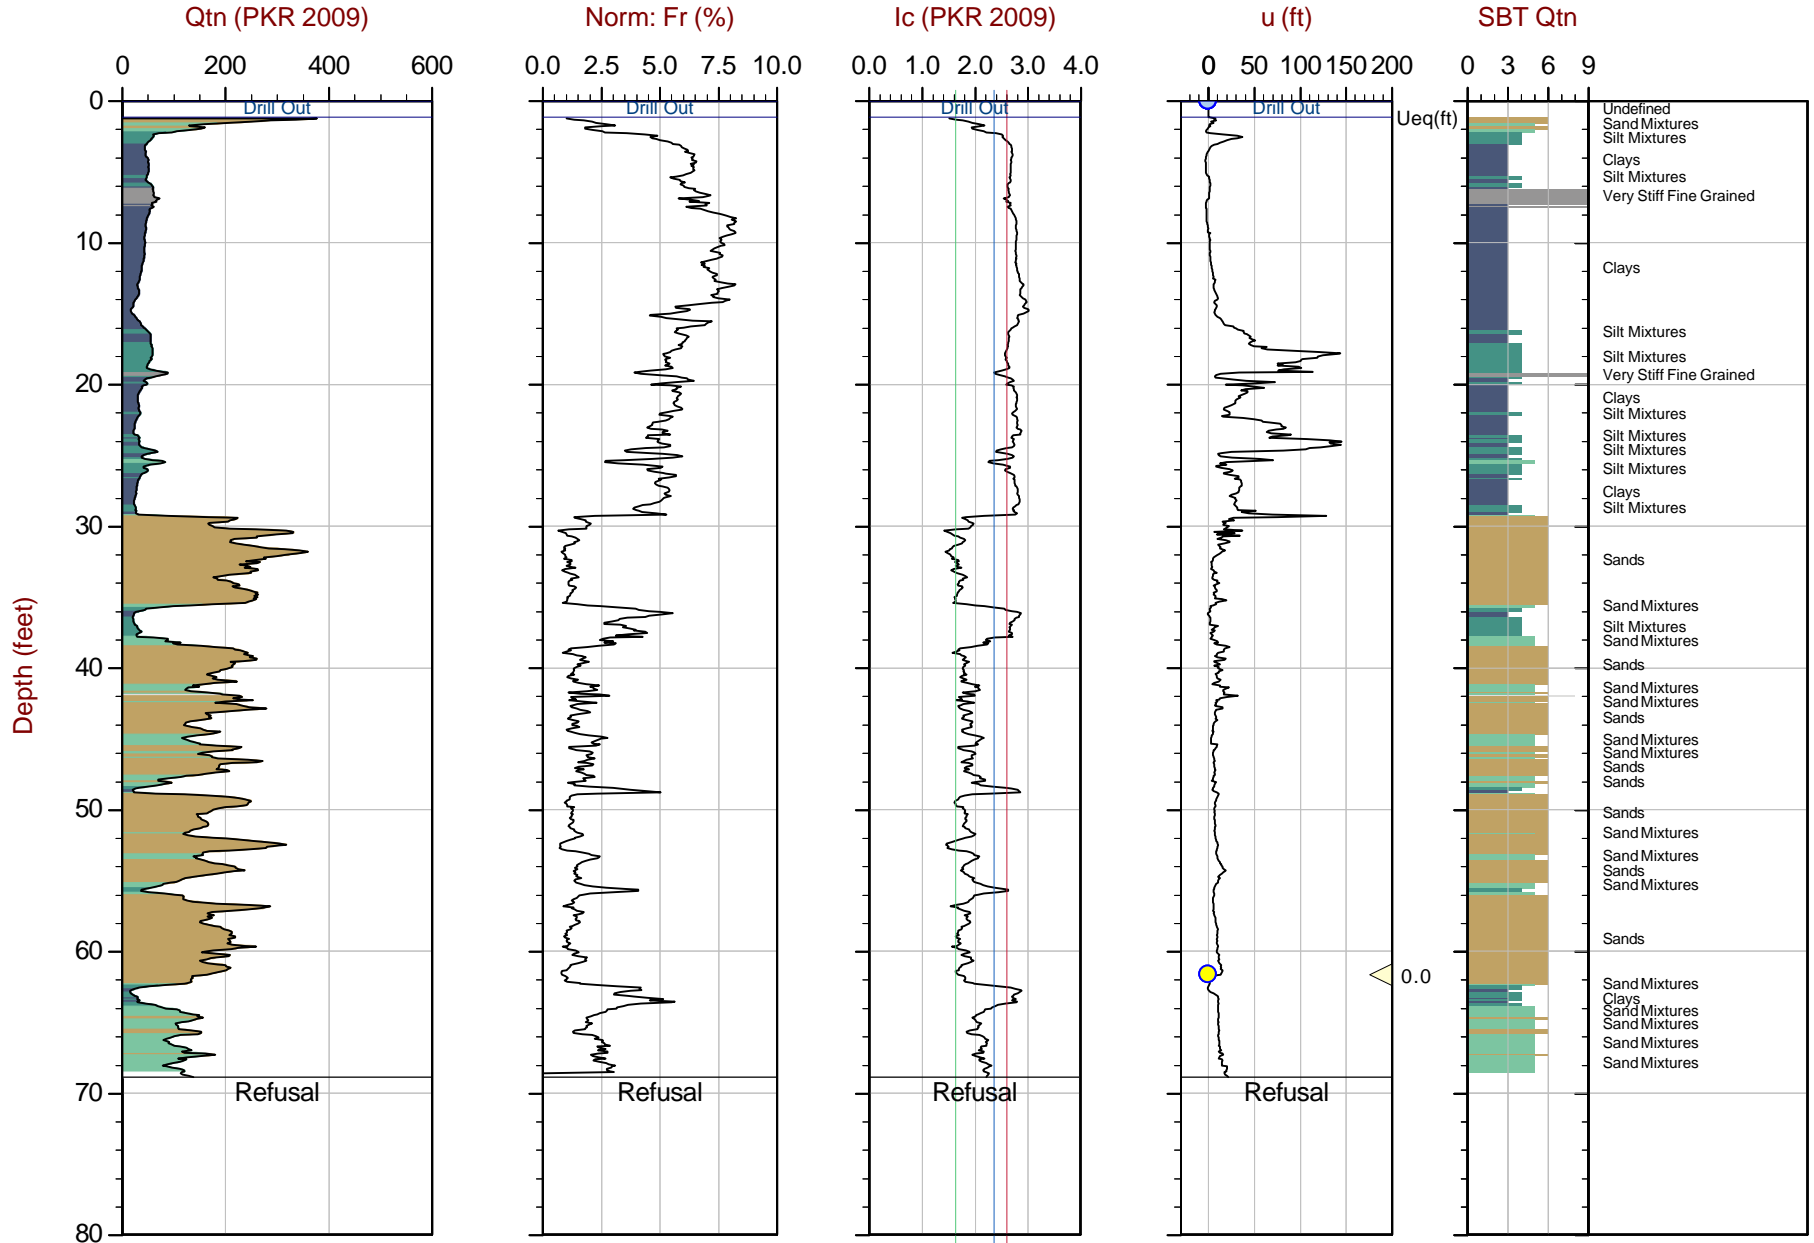 Qtn (PKR 2009) Norm: Fr (%) Ic (PKR 2009) u (ft) SBT Qtn
0 200 400 600 0.0 2.5 5.0 7.5 10.0 0.0 1.0 2.0 3.0 4.0 0 50 100 150 200 0 3 6 9
0 Drill Out Drill Out Drill Out Drill Out Undefined
Ueq(ft) Sand Mixtures
Silt Mixtures
Clays
Silt Mixtures
Very Stiff Fine Grained
10
Clays
Silt Mixtures
Silt Mixtures
Very Stiff Fine Grained
20
Clays
Silt Mixtures
Silt Mixtures
Silt Mixtures
Silt Mixtures
Clays
Silt Mixtures
30
Sands
Sand Mixtures
Silt Mixtures
Sand Mixtures
Depth (feet)
40 Sands
Sand Mixtures
Sand Mixtures
Sands
Sand Mixtures
Sand Mixtures
Sands
Sands
50 Sands
Sand Mixtures
Sand Mixtures
Sands
Sand Mixtures
Sands
60
0.0
Sand Mixtures
Clays
Sand Mixtures
Sand Mixtures
Sand Mixtures
Sand Mixtures
70 Refusal Refusal Refusal Refusal
80